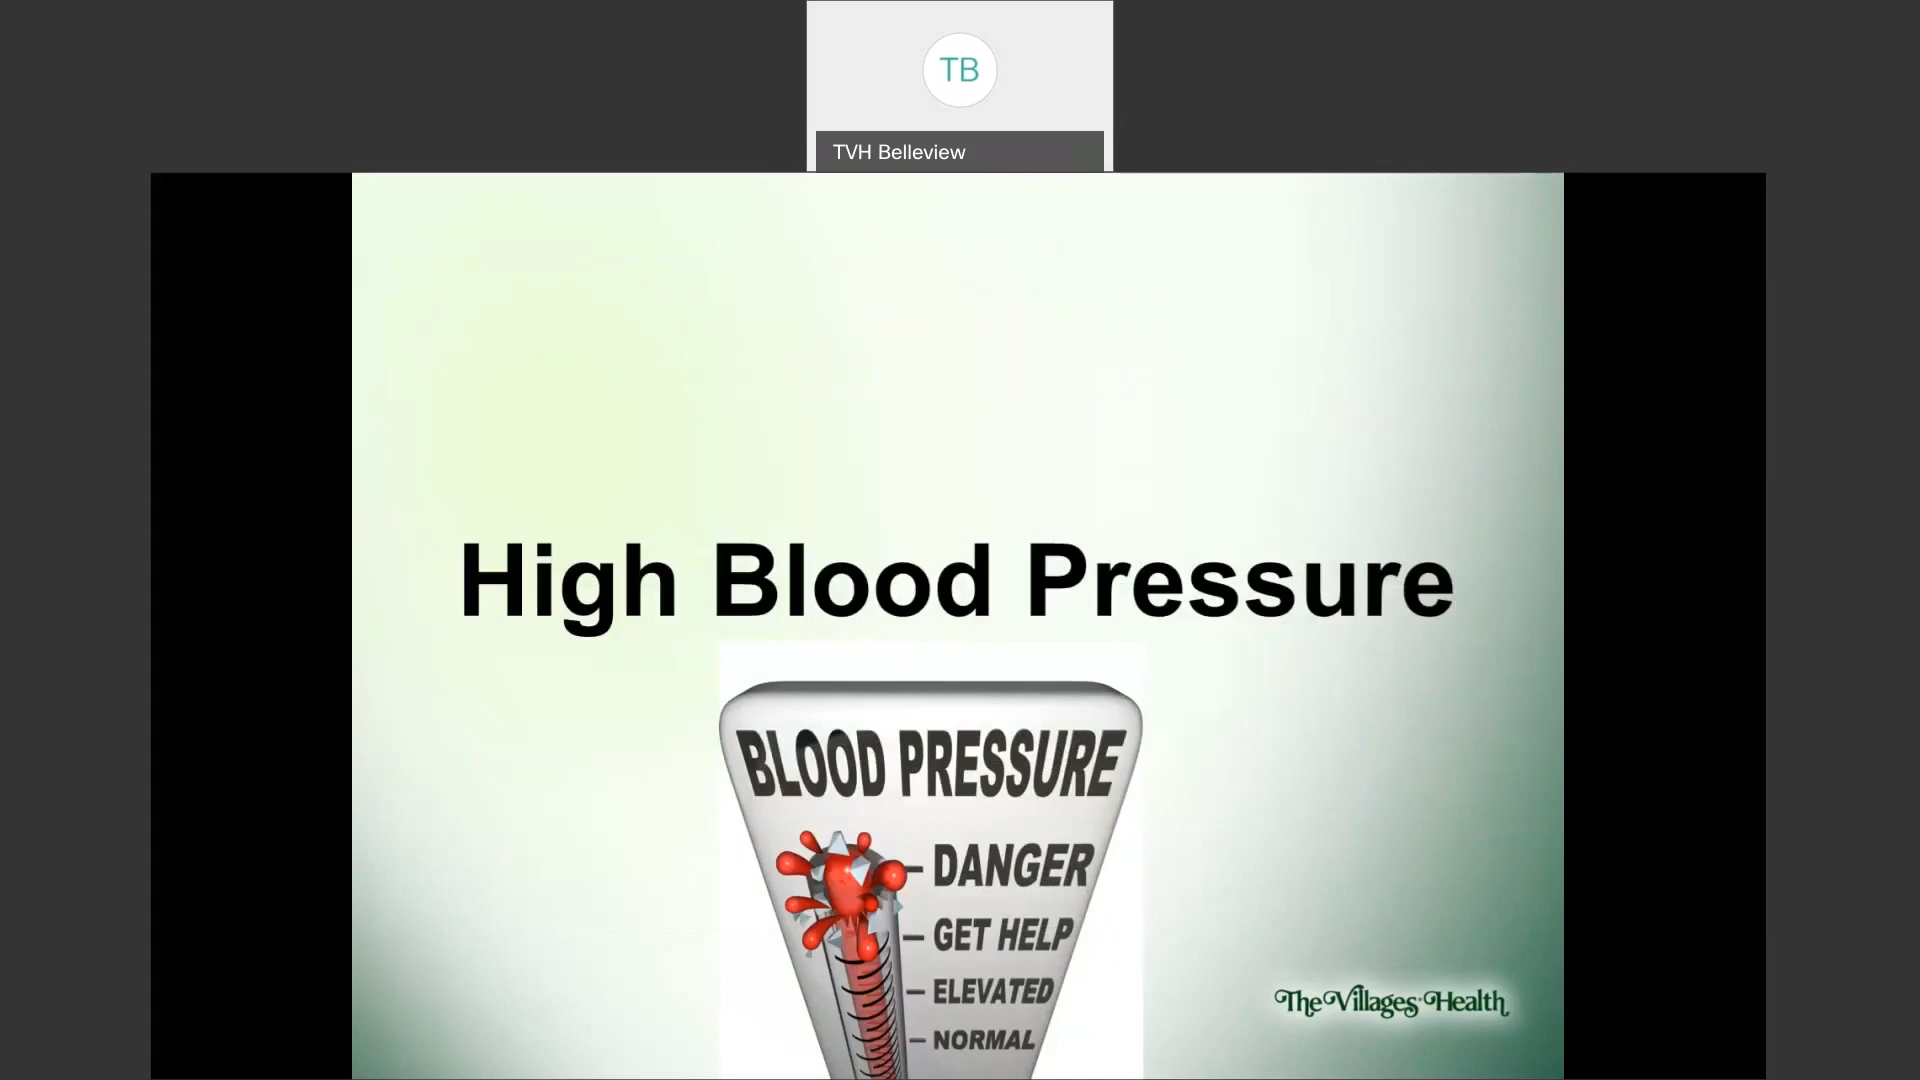 TB
TVH Belleview
High Blood Pressure
BLOOD PRESSURE
DANGER
GET HELP
ELEVATED
NORMAL
The Villages Health